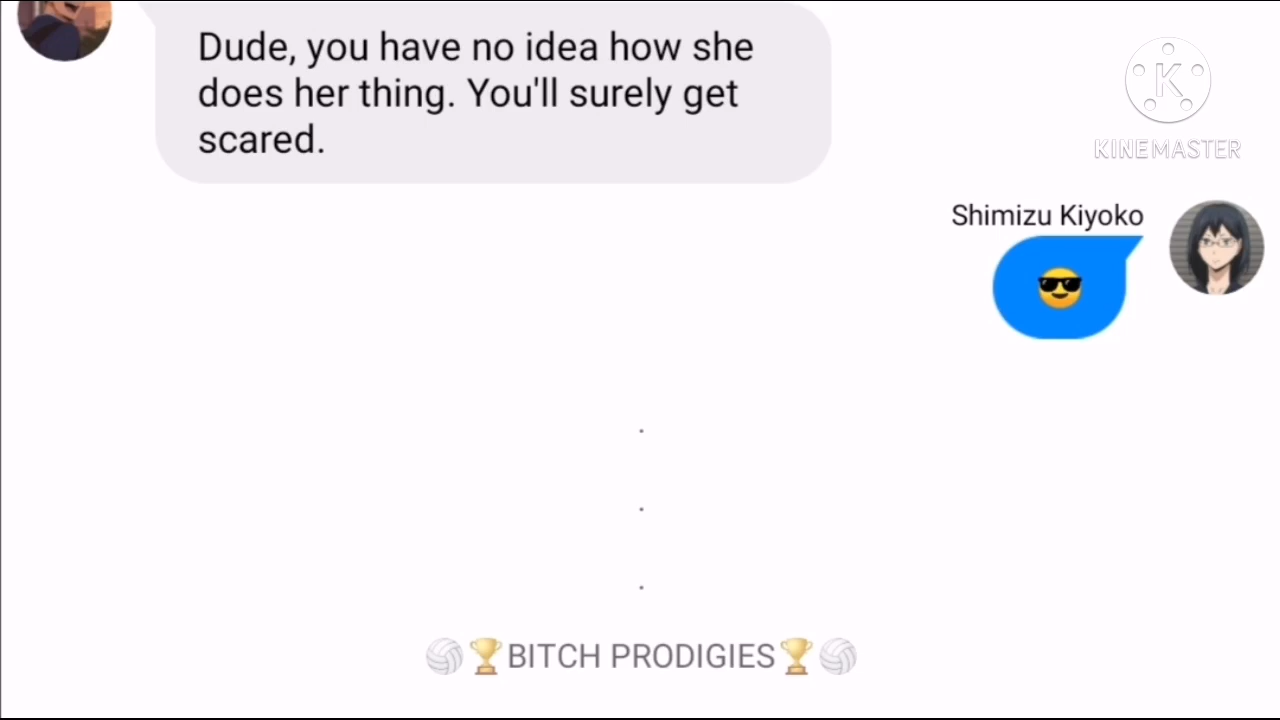 Dude, you have no idea how she
does her thing. You'll surely get
scared.
K
KINEMASTER
Shimizu Kiyoko
😎
.
.
.
🏐🏆BITCH PRODIGIES🏆🏐